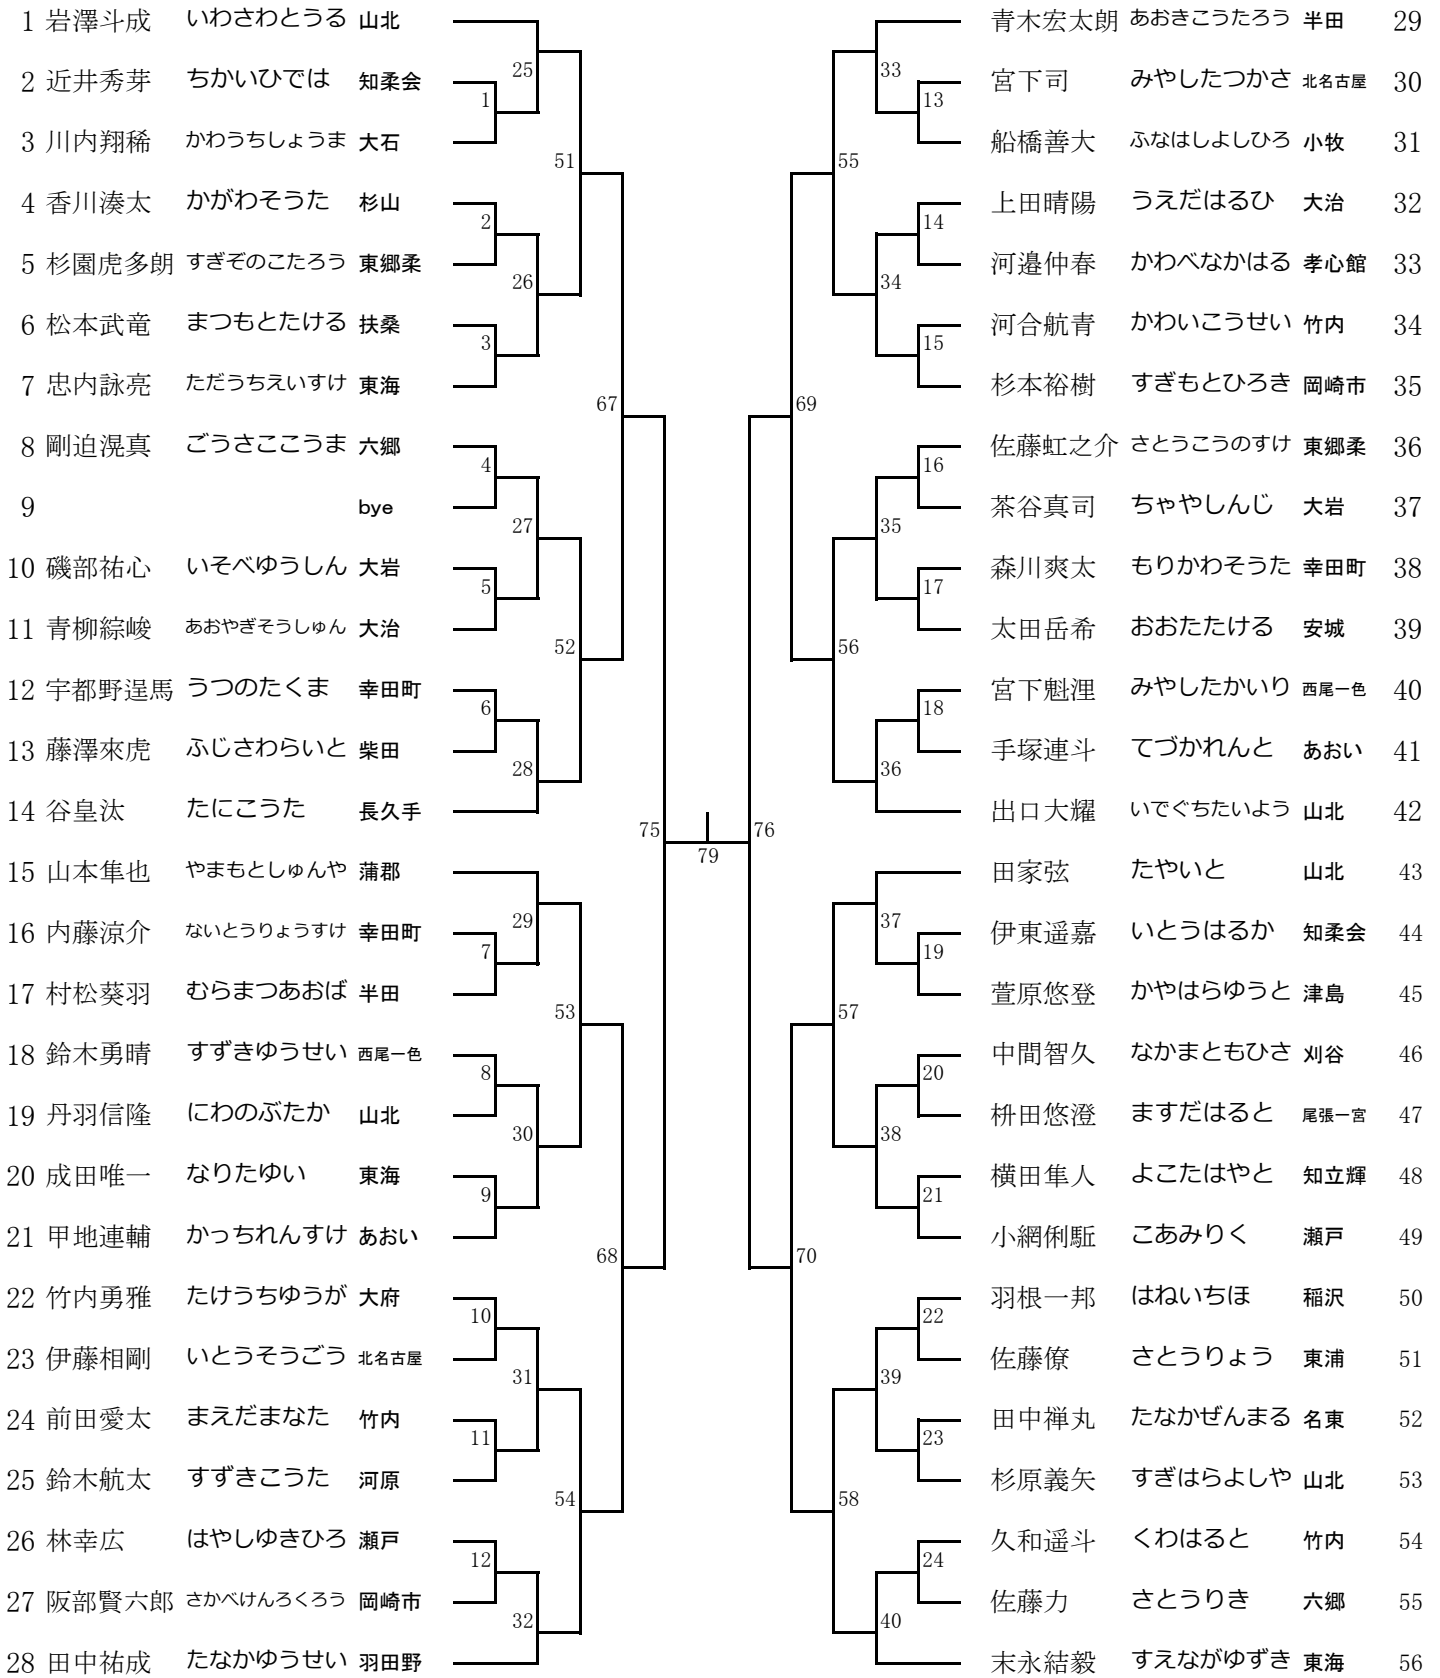 1 岩澤斗成 いわさわとうる 山北
2 近井秀芽 ちかいひでは 知柔会
3 川内翔稀 かわうちしょうま 大石
4 香川湊太 かがわそうた 杉山
5 杉園虎多朗 すぎぞのこたろう 東郷柔
6 松本武竜 まつもとたける 扶桑
7 忠内詠亮 ただうちえいすけ 東海
8 剛迫滉真 ごうさここうま 六郷
9 bye
10 磯部祐心 いそべゆうしん 大岩
11 青柳綜峻 あおやぎそうしゅん 大治
12 宇都野逞馬 うつのたくま 幸田町
13 藤澤來虎 ふじさわらいと 柴田
14 谷皇汰 たにこうた 長久手
15 山本隼也 やまもとしゅんや 蒲郡
16 内藤涼介 ないとうりょうすけ 幸田町
17 村松葵羽 むらまつあおば 半田
18 鈴木勇晴 すずきゆうせい 西尾一色
19 丹羽信隆 にわのぶたか 山北
20 成田唯一 なりたゆい 東海
21 甲地連輔 かっちれんすけ あおい
22 竹内勇雅 たけうちゆうが 大府
23 伊藤相剛 いとうそうごう 北名古屋
24 前田愛太 まえだまなた 竹内
25 鈴木航太 すずきこうた 河原
26 林幸広 はやしゆきひろ 瀬戸
27 阪部賢六郎 さかべけんろくろう 岡崎市
28 田中祐成 たなかゆうせい 羽田野
1
2
3
4
5
6
7
8
9
10
11
12
25
26
27
28
29
30
31
32
51
52
53
54
67
68
75
79
76
69
70
55
56
57
58
33
34
35
36
37
38
39
40
13
14
15
16
17
18
19
20
21
22
23
24
青木宏太朗 あおきこうたろう 半田 29
宮下司 みやしたつかさ 北名古屋 30
船橋善大 ふなはしよしひろ 小牧 31
上田晴陽 うえだはるひ 大治 32
河邉仲春 かわべなかはる 孝心館 33
河合航青 かわいこうせい 竹内 34
杉本裕樹 すぎもとひろき 岡崎市 35
佐藤虹之介 さとうこうのすけ 東郷柔 36
茶谷真司 ちゃやしんじ 大岩 37
森川爽太 もりかわそうた 幸田町 38
太田岳希 おおたたける 安城 39
宮下魁浬 みやしたかいり 西尾一色 40
手塚連斗 てづかれんと あおい 41
出口大耀 いでぐちたいよう 山北 42
田家弦 たやいと 山北 43
伊東遥嘉 いとうはるか 知柔会 44
萱原悠登 かやはらゆうと 津島 45
中間智久 なかまともひさ 刈谷 46
枡田悠澄 ますだはると 尾張一宮 47
横田隼人 よこたはやと 知立輝 48
小網俐駈 こあみりく 瀬戸 49
羽根一邦 はねいちほ 稲沢 50
佐藤僚 さとうりょう 東浦 51
田中禅丸 たなかぜんまる 名東 52
杉原義矢 すぎはらよしや 山北 53
久和遥斗 くわはると 竹内 54
佐藤力 さとうりき 六郷 55
末永結毅 すえながゆずき 東海 56